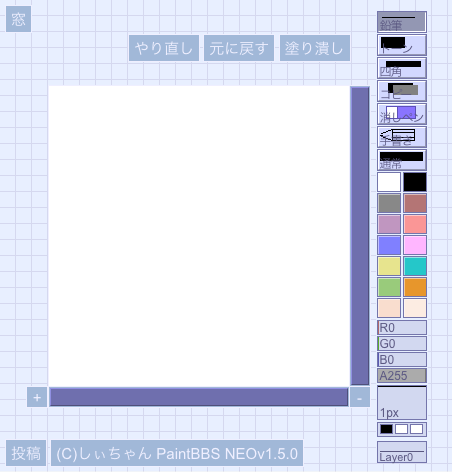 窓
やり直し 元に戻す 塗り潰し
鉛筆
トーン
四角
コピー
消しペン
手書き
通常
R0
G0
B0
A255
+
-
1px
投稿 (C)しぃちゃん PaintBBS NEOv1.5.0
Layer0